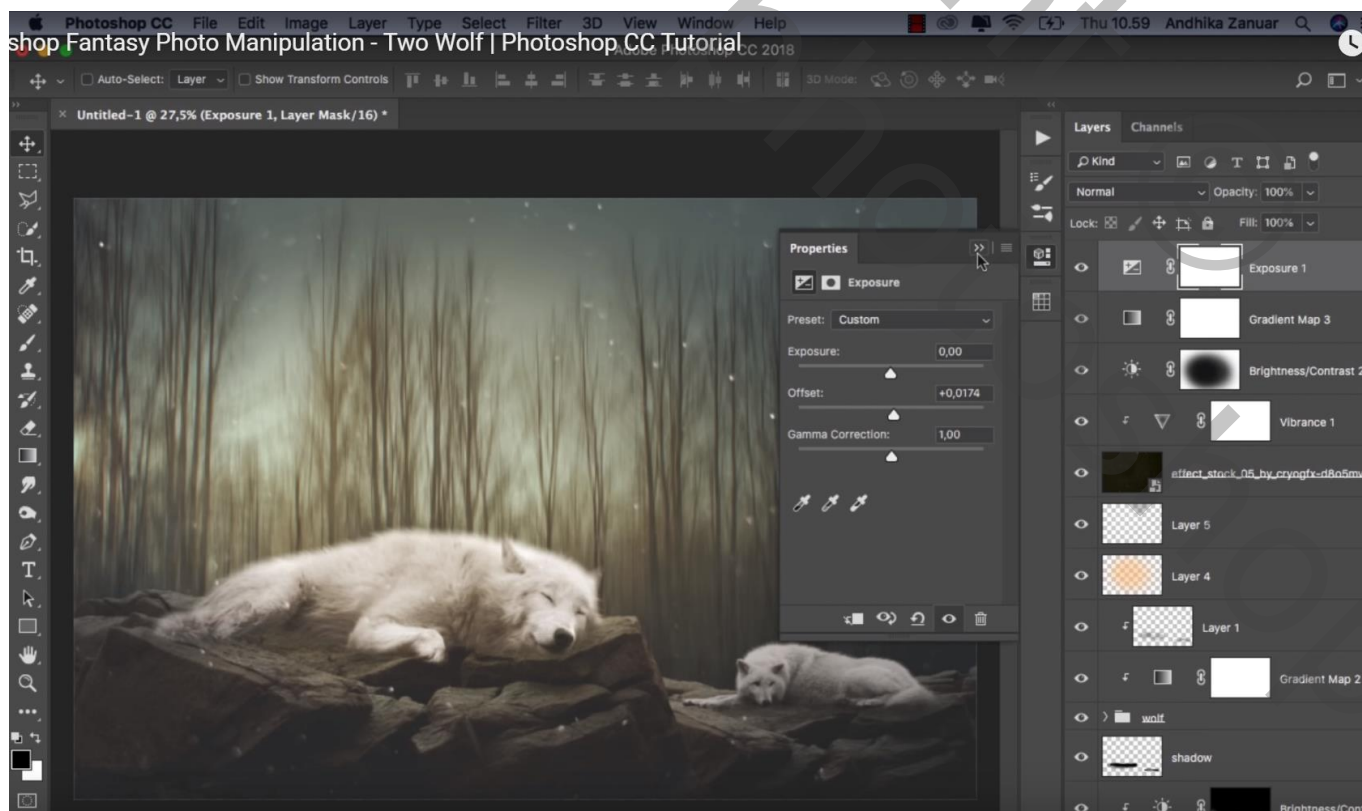 Photoshop CC File Edit Image Layer Type Select Filter 3D View Window Help Thu 10.59 Andhika Zanuar
shop Fantasy Photo Manipulation - Two Wolf | Photoshop CC Tutorial
CC 2018
Auto-Select: Layer Show Transform Controls 3D Mode:
× Untitled-1 @ 27,5% (Exposure 1, Layer Mask/16) *
Properties
Exposure
Preset: Custom
Exposure: 0,00
Offset: +0,0174
Gamma Correction: 1,00
Layers Channels
Kind
Normal Opacity: 100%
Lock: Fill: 100%
Exposure 1
Gradient Map 3
Brightness/Contrast 2
Vibrance 1
effect_stock_05_by_cryogfx-d8o5mv
Layer 5
Layer 4
Layer 1
Gradient Map 2
wolf
shadow